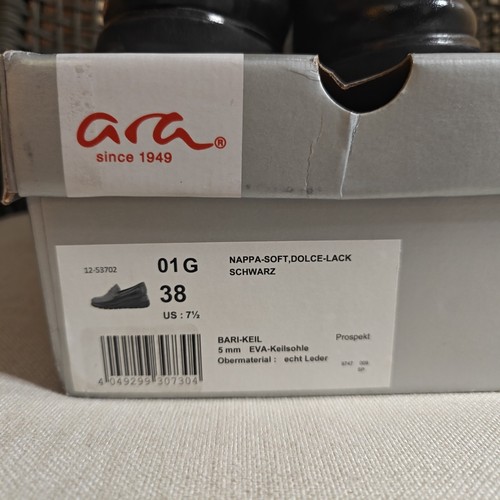 ara®
since 1949
12-53702
01 G
38
US : 7½
NAPPA-SOFT,DOLCE-LACK
SCHWARZ
BARI-KEIL
5 mm EVA-Keilsohle
Obermaterial : echt Leder
Prospekt
4 049299 307304